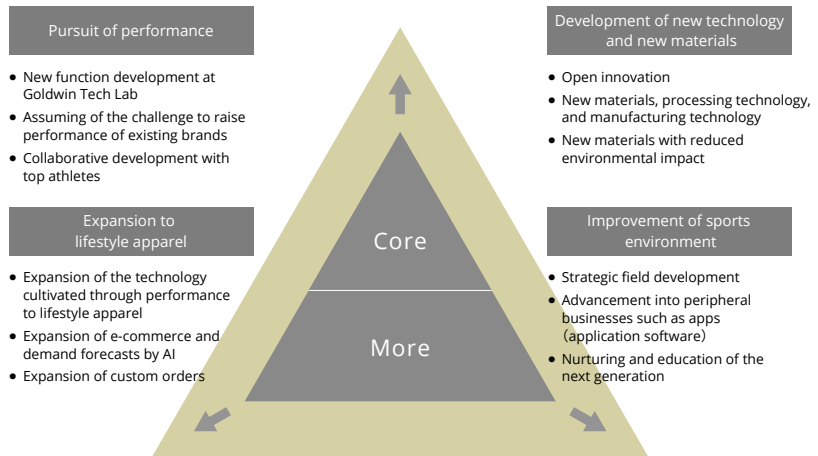 Pursuit of performance
● New function development at
Goldwin Tech Lab
● Assuming of the challenge to raise
performance of existing brands
● Collaborative development with
top athletes
Expansion to
lifestyle apparel
● Expansion of the technology
cultivated through performance
to lifestyle apparel
● Expansion of e-commerce and
demand forecasts by AI
● Expansion of custom orders
Core
More
Development of new technology
and new materials
● Open innovation
● New materials, processing technology,
and manufacturing technology
● New materials with reduced
environmental impact
Improvement of sports
environment
● Strategic field development
● Advancement into peripheral
businesses such as apps
（application software）
● Nurturing and education of the
next generation